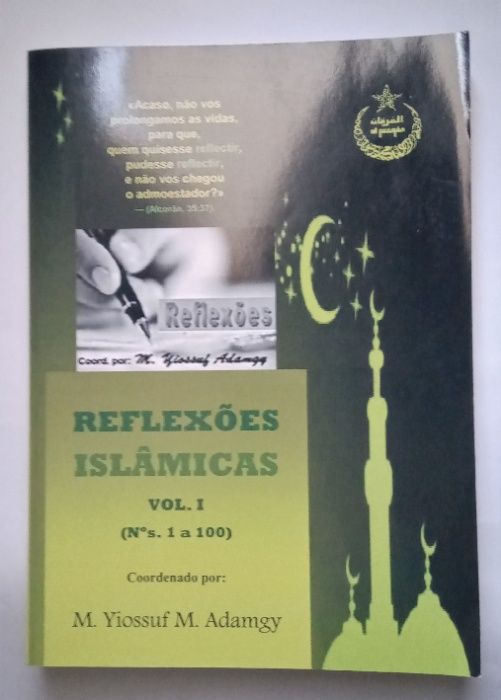 «Acaso, não vos
prolongamos as vidas,
para que,
quem quisesse reflectir,
pudesse reflectir,
e não vos chegou
o admoestador?»
— (Alcorão, 35:37)
Reflexões
Coord. por: M. Yiossuf Adamgy
REFLEXÕES
ISLÂMICAS
VOL. I
(Nºs. 1 a 100)
Coordenado por:
M. Yiossuf M. Adamgy